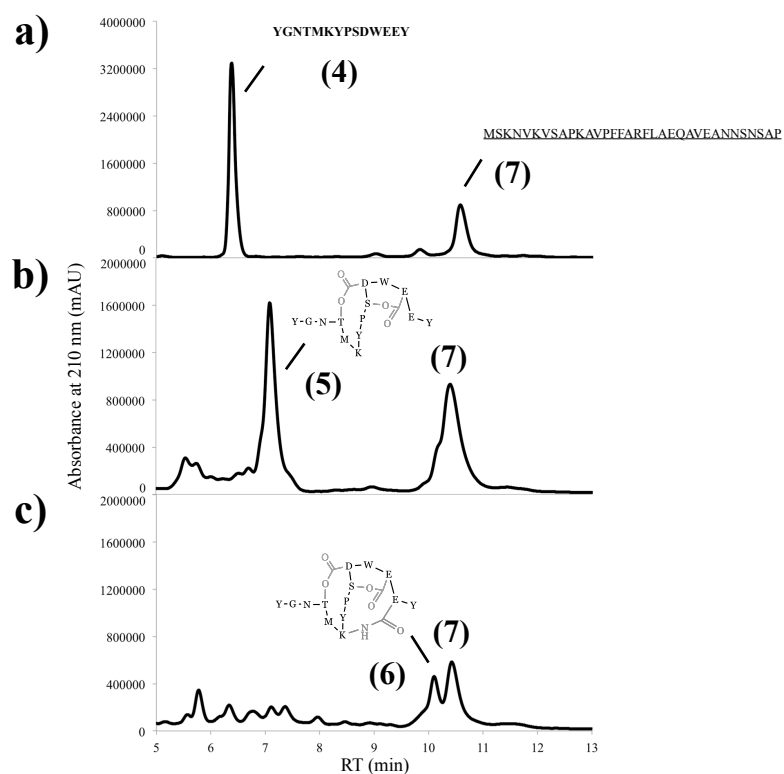 a)
YGNTMKYPSDWEEY
(4)
MSKNVKVSAPKAVPFFARFLAEQAVEANNSNSAP
(7)
4000000
3200000
2400000
1600000
800000
0
b)
2000000
1600000
1200000
800000
400000
0
O
D W E
O S O
Y G N T P O E Y
M Y
K
(5)
(7)
Absorbance at 210 nm (mAU)
c)
2000000
1600000
1200000
800000
400000
0
O
D W E
O S O
Y G N T P O E Y
M Y
K N H O
(6)
(7)
5 6 7 8 9 10 11 12 13
RT (min)